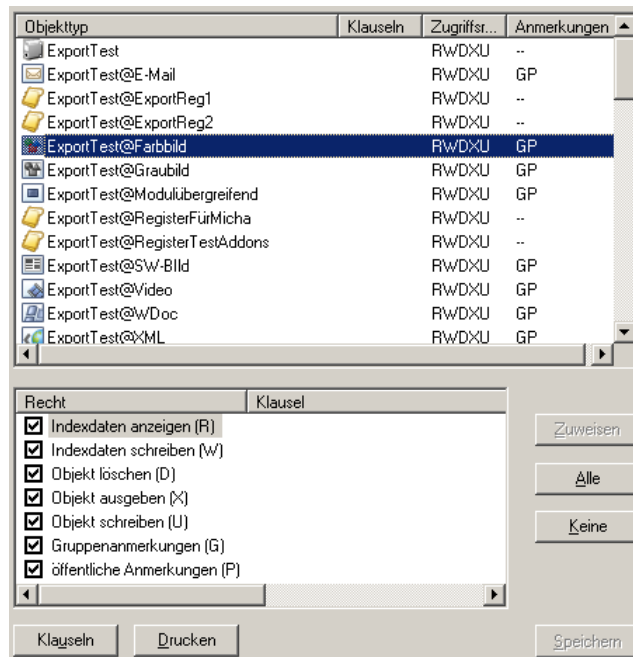 Objekttyp Klauseln Zugriffsr... Anmerkungen
ExportTest RWDXU --
ExportTest@E-Mail RWDXU GP
ExportTest@ExportReg1 RWDXU --
ExportTest@ExportReg2 RWDXU --
ExportTest@Farbbild RWDXU GP
ExportTest@Graubild RWDXU GP
ExportTest@Modulübergreifend RWDXU GP
ExportTest@RegisterFürMicha RWDXU --
ExportTest@RegisterTestAddons RWDXU --
ExportTest@SW-BIld RWDXU GP
ExportTest@Video RWDXU GP
ExportTest@WDoc RWDXU GP
ExportTest@XML RWDXU GP
Recht Klausel
Indexdaten anzeigen (R)
Indexdaten schreiben (W)
Objekt löschen (D)
Objekt ausgeben (X)
Objekt schreiben (U)
Gruppenanmerkungen (G)
öffentliche Anmerkungen (P)
Zuweisen
Alle
Keine
Klauseln Drucken Speichern